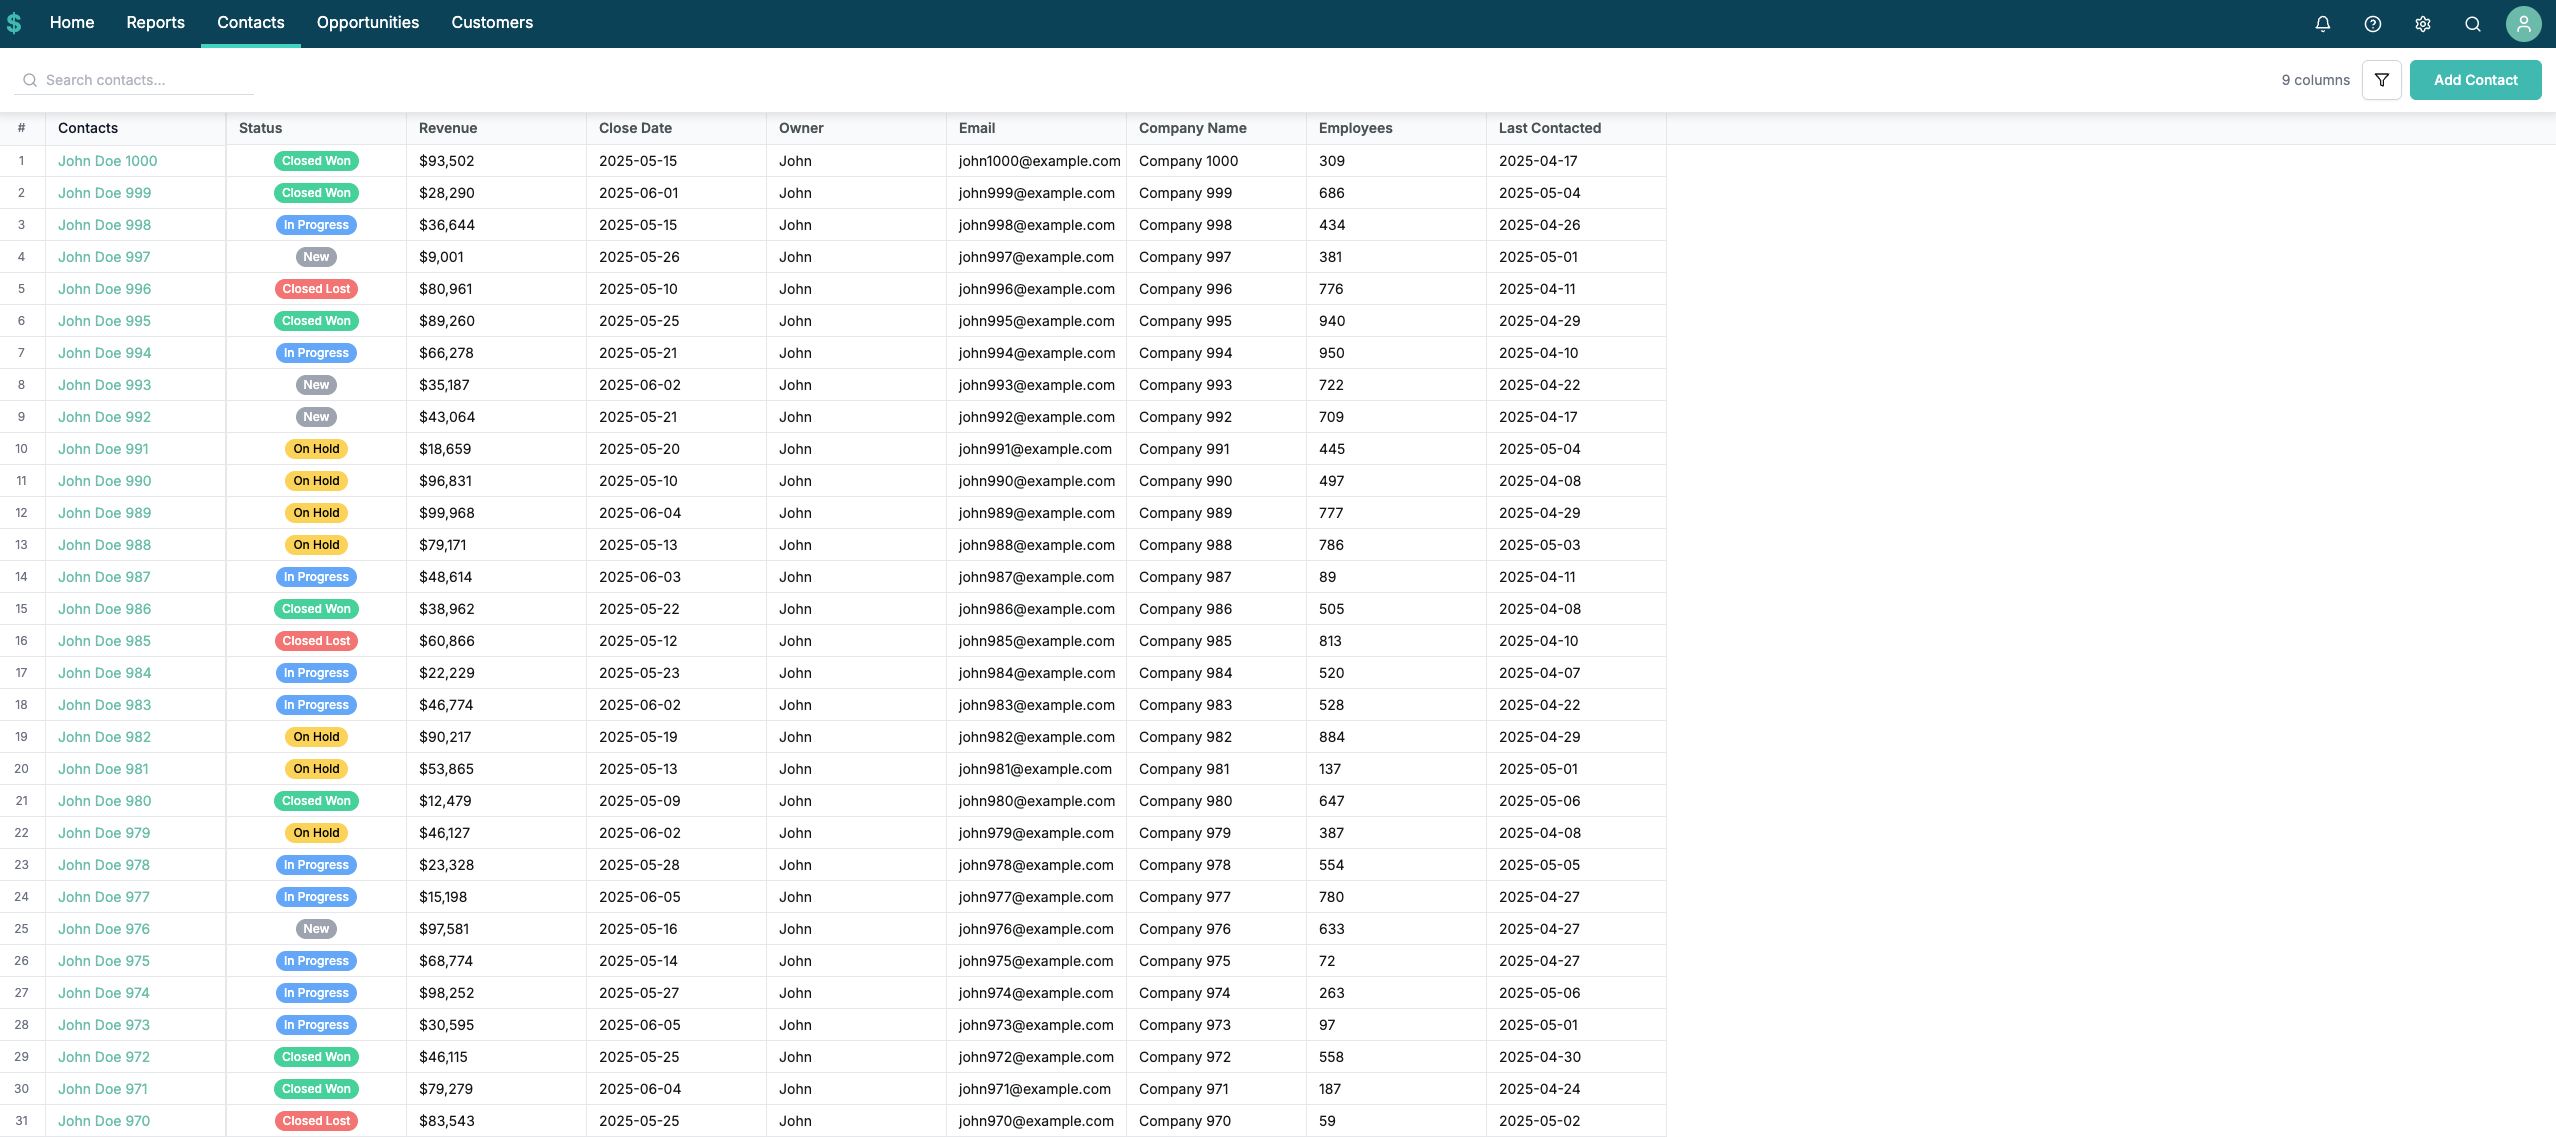 $ Home Reports Contacts Opportunities Customers
Search contacts... 9 columns Add Contact
# Contacts Status Revenue Close Date Owner Email Company Name Employees Last Contacted
1 John Doe 1000 Closed Won $93,502 2025-05-15 John john1000@example.com Company 1000 309 2025-04-17
2 John Doe 999 Closed Won $28,290 2025-06-01 John john999@example.com Company 999 686 2025-05-04
3 John Doe 998 In Progress $36,644 2025-05-15 John john998@example.com Company 998 434 2025-04-26
4 John Doe 997 New $9,001 2025-05-26 John john997@example.com Company 997 381 2025-05-01
5 John Doe 996 Closed Lost $80,961 2025-05-10 John john996@example.com Company 996 776 2025-04-11
6 John Doe 995 Closed Won $89,260 2025-05-25 John john995@example.com Company 995 940 2025-04-29
7 John Doe 994 In Progress $66,278 2025-05-21 John john994@example.com Company 994 950 2025-04-10
8 John Doe 993 New $35,187 2025-06-02 John john993@example.com Company 993 722 2025-04-22
9 John Doe 992 New $43,064 2025-05-21 John john992@example.com Company 992 709 2025-04-17
10 John Doe 991 On Hold $18,659 2025-05-20 John john991@example.com Company 991 445 2025-05-04
11 John Doe 990 On Hold $96,831 2025-05-10 John john990@example.com Company 990 497 2025-04-08
12 John Doe 989 On Hold $99,968 2025-06-04 John john989@example.com Company 989 777 2025-04-29
13 John Doe 988 On Hold $79,171 2025-05-13 John john988@example.com Company 988 786 2025-05-03
14 John Doe 987 In Progress $48,614 2025-06-03 John john987@example.com Company 987 89 2025-04-11
15 John Doe 986 Closed Won $38,962 2025-05-22 John john986@example.com Company 986 505 2025-04-08
16 John Doe 985 Closed Lost $60,866 2025-05-12 John john985@example.com Company 985 813 2025-04-10
17 John Doe 984 In Progress $22,229 2025-05-23 John john984@example.com Company 984 520 2025-04-07
18 John Doe 983 In Progress $46,774 2025-06-02 John john983@example.com Company 983 528 2025-04-22
19 John Doe 982 On Hold $90,217 2025-05-19 John john982@example.com Company 982 884 2025-04-29
20 John Doe 981 On Hold $53,865 2025-05-13 John john981@example.com Company 981 137 2025-05-01
21 John Doe 980 Closed Won $12,479 2025-05-09 John john980@example.com Company 980 647 2025-05-06
22 John Doe 979 On Hold $46,127 2025-06-02 John john979@example.com Company 979 387 2025-04-08
23 John Doe 978 In Progress $23,328 2025-05-28 John john978@example.com Company 978 554 2025-05-05
24 John Doe 977 In Progress $15,198 2025-06-05 John john977@example.com Company 977 780 2025-04-27
25 John Doe 976 New $97,581 2025-05-16 John john976@example.com Company 976 633 2025-04-27
26 John Doe 975 In Progress $68,774 2025-05-14 John john975@example.com Company 975 72 2025-04-27
27 John Doe 974 In Progress $98,252 2025-05-27 John john974@example.com Company 974 263 2025-05-06
28 John Doe 973 In Progress $30,595 2025-06-05 John john973@example.com Company 973 97 2025-05-01
29 John Doe 972 Closed Won $46,115 2025-05-25 John john972@example.com Company 972 558 2025-04-30
30 John Doe 971 Closed Won $79,279 2025-06-04 John john971@example.com Company 971 187 2025-04-24
31 John Doe 970 Closed Lost $83,543 2025-05-25 John john970@example.com Company 970 59 2025-05-02